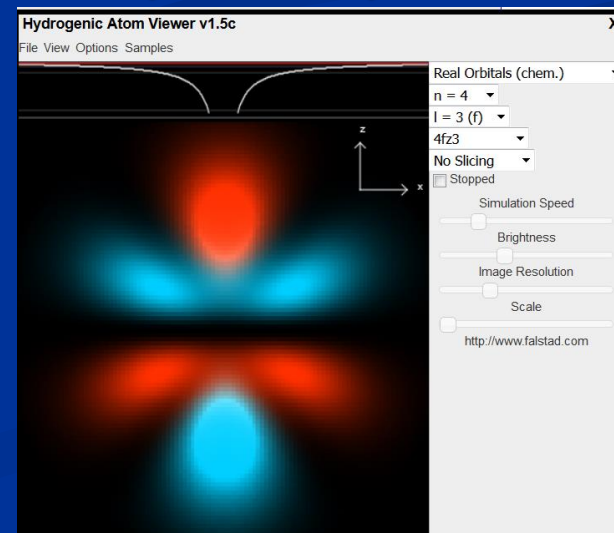 Hydrogenic Atom Viewer v1.5c X
File View Options Samples
Real Orbitals (chem.)
n = 4
l = 3 (f)
4fz3
No Slicing
Stopped
Simulation Speed
Brightness
Image Resolution
Scale
http://www.falstad.com
z
x